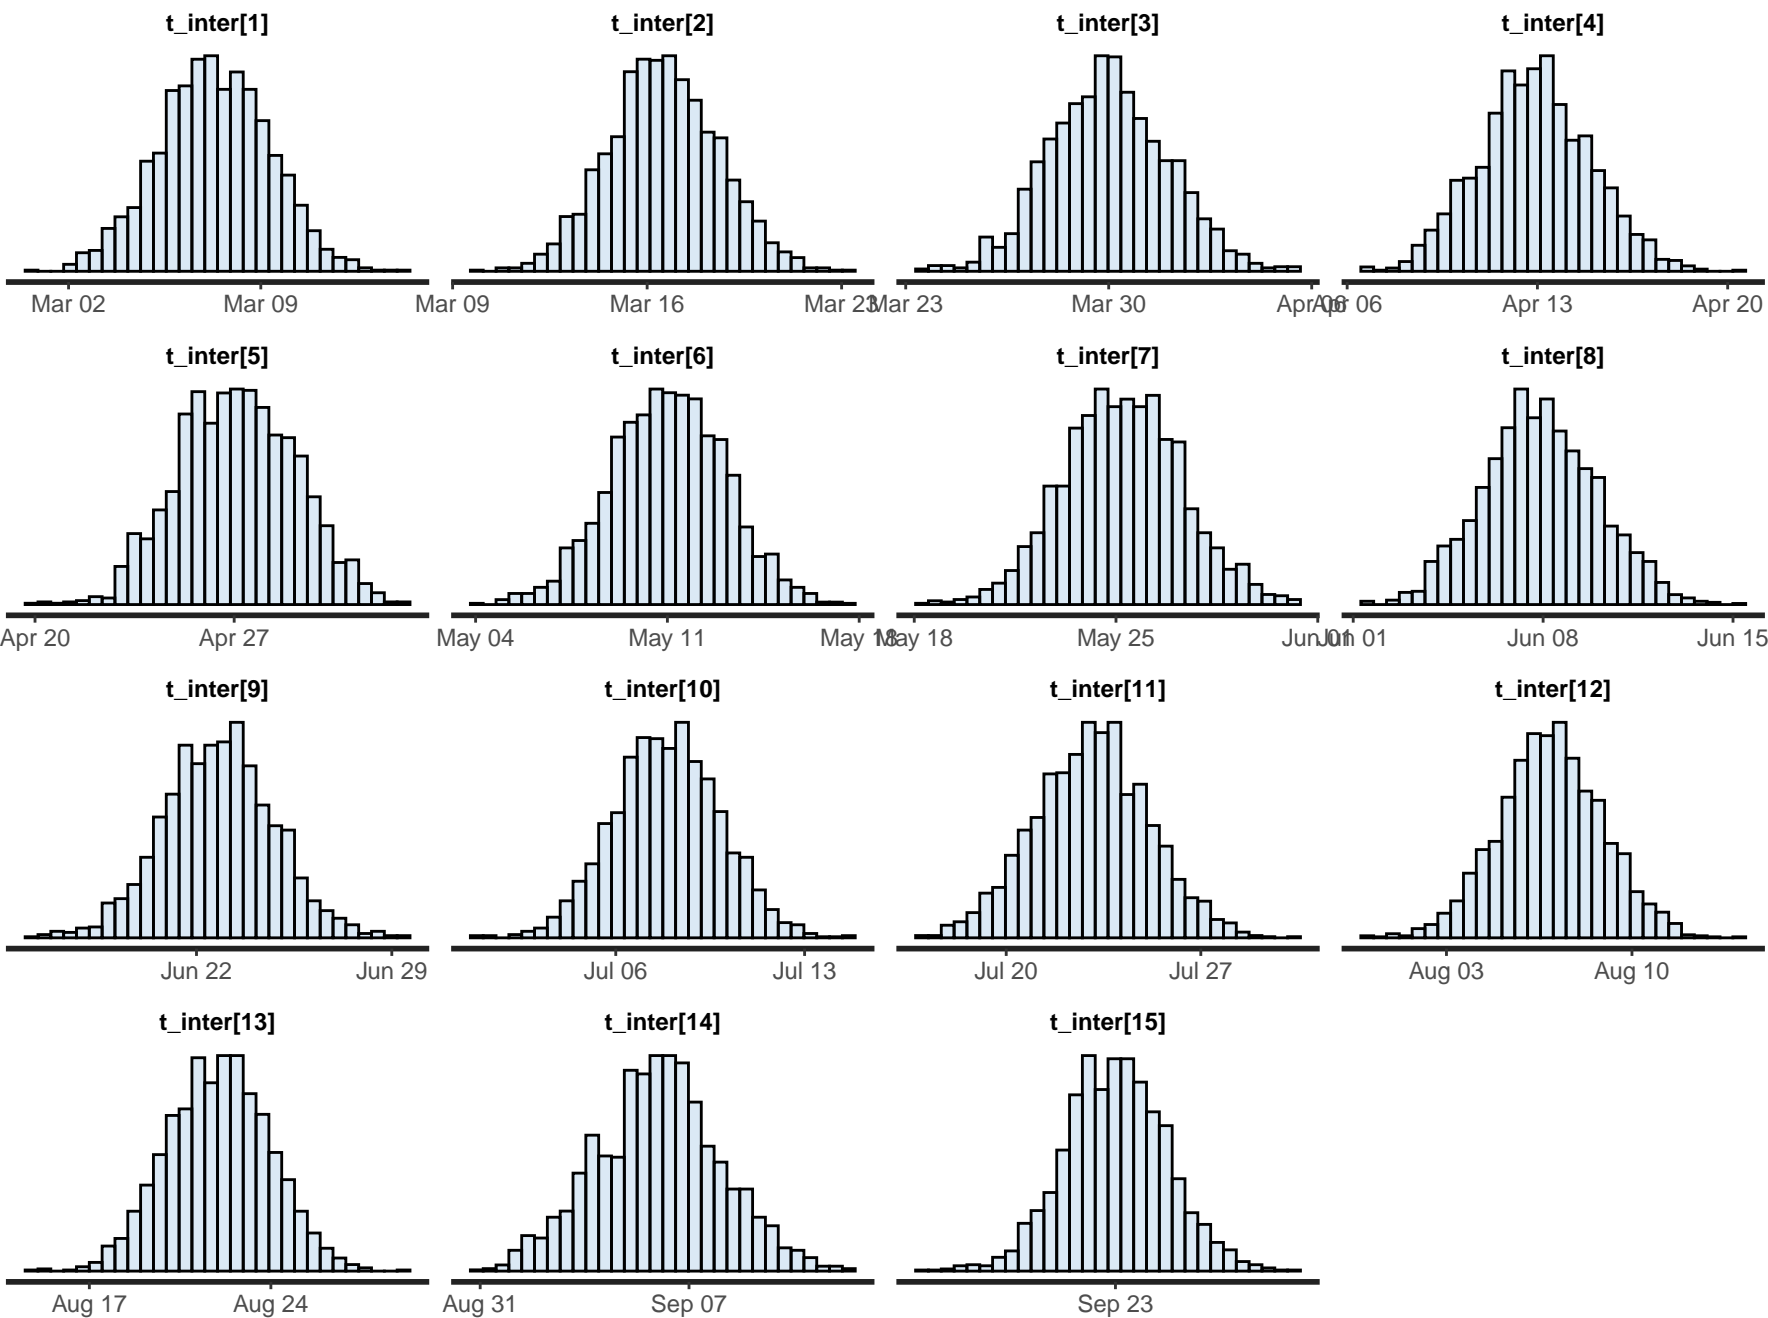 t_inter[1] t_inter[2] t_inter[3] t_inter[4]
Mar 02 Mar 09 Mar 09 Mar 16 Mar 23 Mar 23 Mar 30 Apr 06 Apr 06 Apr 13 Apr 20
t_inter[5] t_inter[6] t_inter[7] t_inter[8]
Apr 20 Apr 27 May 04 May 11 May 18 May 18 May 25 Jun 01 Jun 01 Jun 08 Jun 15
t_inter[9] t_inter[10] t_inter[11] t_inter[12]
Jun 22 Jun 29 Jul 06 Jul 13 Jul 20 Jul 27 Aug 03 Aug 10
t_inter[13] t_inter[14] t_inter[15]
Aug 17 Aug 24 Aug 31 Sep 07 Sep 23